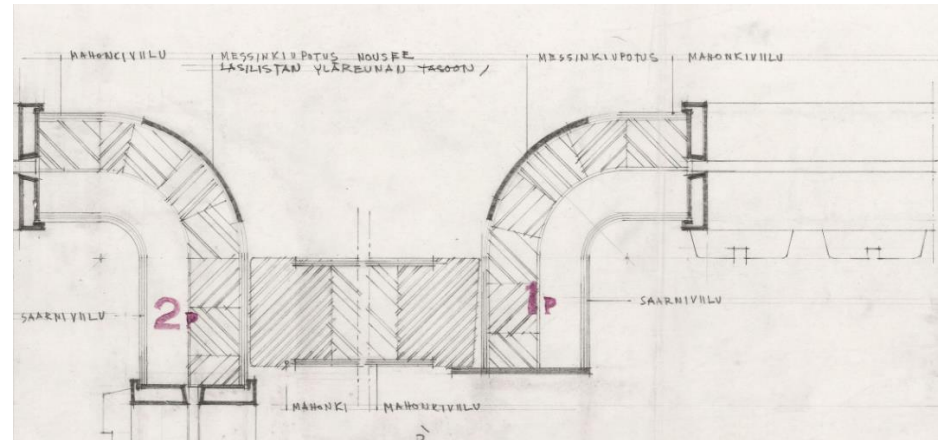 MAHONKIVIILU
MESSINKIUPOTUS NOUSEE
LASILISTAN YLÄREUNAN TASOON
MESSINKIUPOTUS
MAHONKIVIILU
2P
1P
SAARNIVIILU
SAARNIVIILU
MAHONKI
MAHONKIVIILU